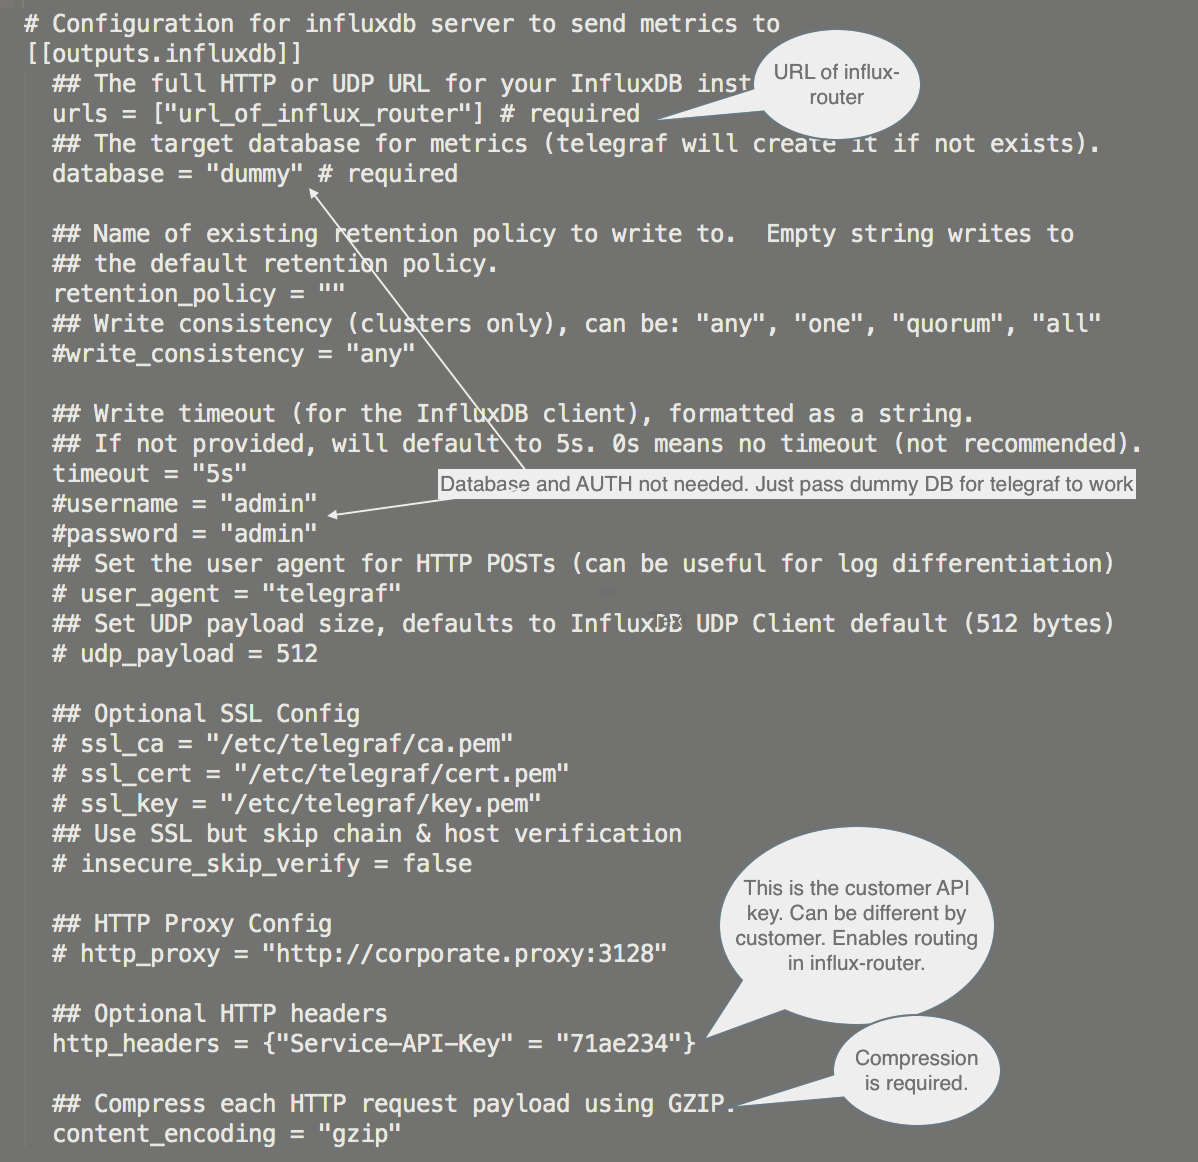 # Configuration for influxdb server to send metrics to
[[outputs.influxdb]]
## The full HTTP or UDP URL for your InfluxDB inst
URL of influx-
router
urls = ["url_of_influx_router"] # required
## The target database for metrics (telegraf will create it if not exists).
database = "dummy" # required
## Name of existing retention policy to write to.  Empty string writes to
## the default retention policy.
retention_policy = ""
## Write consistency (clusters only), can be: "any", "one", "quorum", "all"
#write_consistency = "any"
## Write timeout (for the InfluxDB client), formatted as a string.
## If not provided, will default to 5s. 0s means no timeout (not recommended).
timeout = "5s"
Database and AUTH not needed. Just pass dummy DB for telegraf to work
#username = "admin"
#password = "admin"
## Set the user agent for HTTP POSTs (can be useful for log differentiation)
# user_agent = "telegraf"
## Set UDP payload size, defaults to InfluxDB UDP Client default (512 bytes)
# udp_payload = 512
## Optional SSL Config
# ssl_ca = "/etc/telegraf/ca.pem"
# ssl_cert = "/etc/telegraf/cert.pem"
# ssl_key = "/etc/telegraf/key.pem"
## Use SSL but skip chain & host verification
# insecure_skip_verify = false
This is the customer API
key. Can be different by
customer. Enables routing
in influx-router.
## HTTP Proxy Config
# http_proxy = "http://corporate.proxy:3128"
## Optional HTTP headers
http_headers = {"Service-API-Key" = "71ae234"}
Compression
is required.
## Compress each HTTP request payload using GZIP.
content_encoding = "gzip"